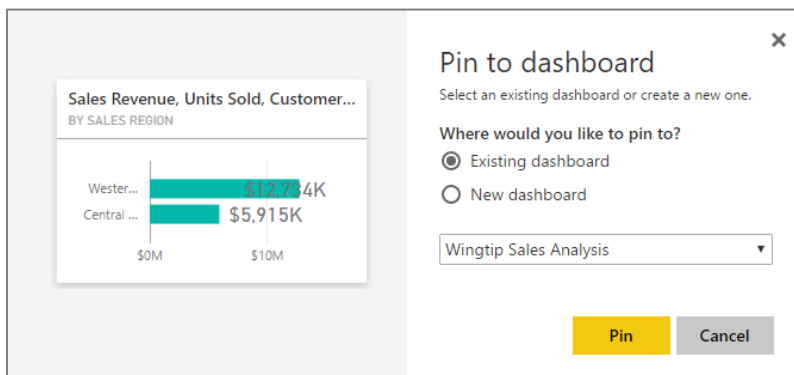 Sales Revenue, Units Sold, Customer...
BY SALES REGION
Wester... $12,734K
Central ... $5,915K
$0M $10M
Pin to dashboard
Select an existing dashboard or create a new one.
Where would you like to pin to?
Existing dashboard
New dashboard
Wingtip Sales Analysis
Pin Cancel